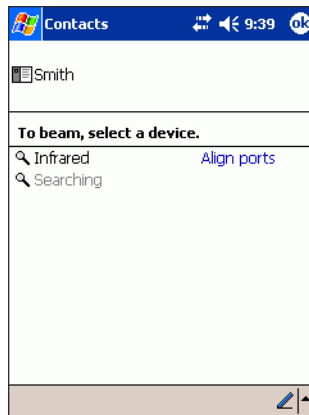 Contacts 9:39 ok
Smith
To beam, select a device.
Infrared Align ports
Searching